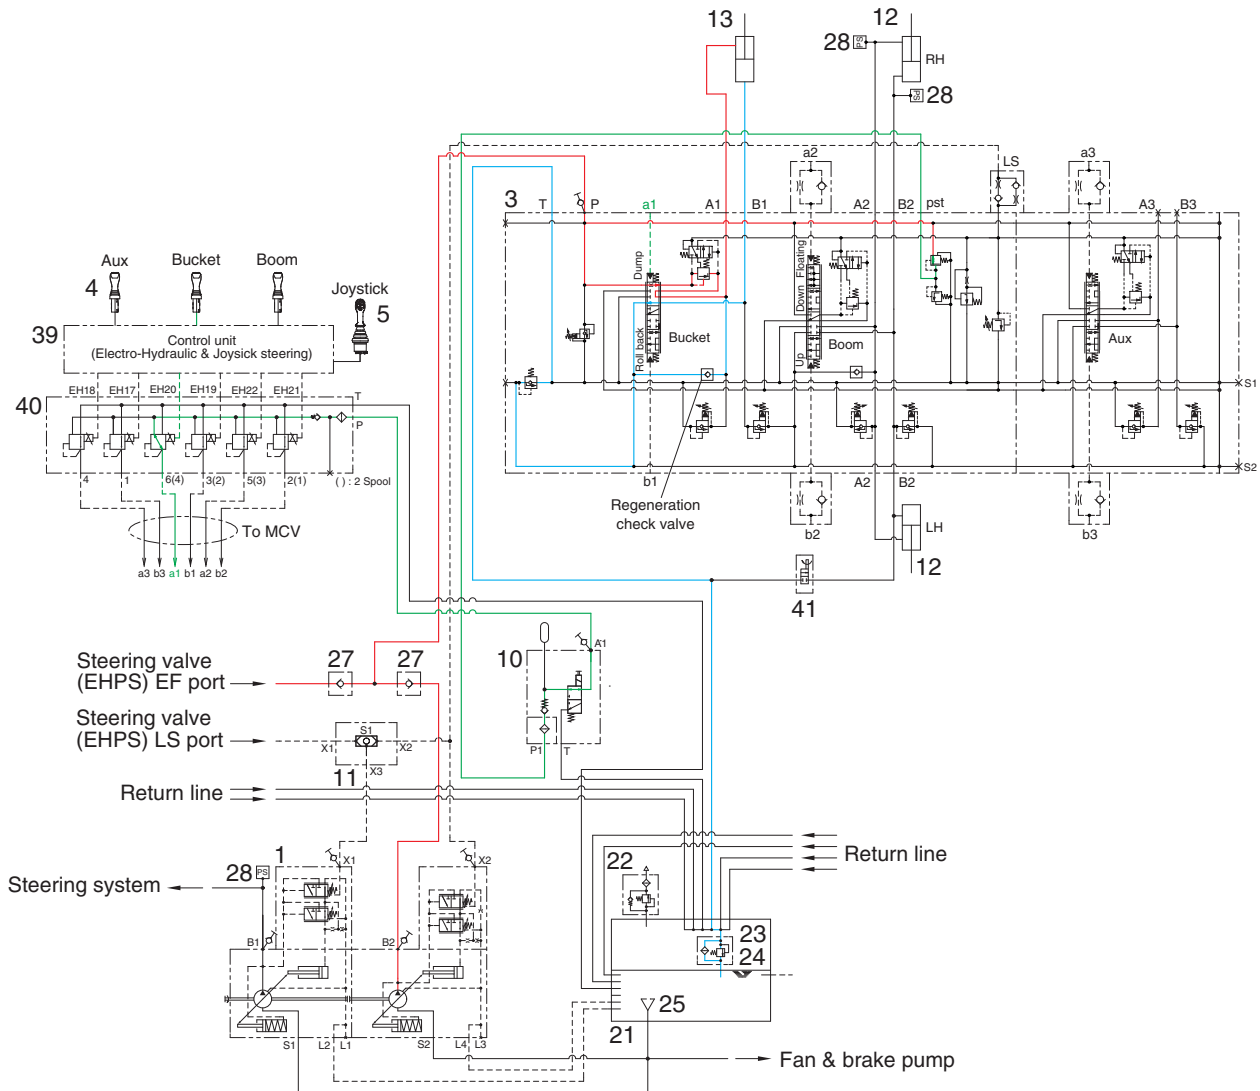 13
12
28
PS
RH
Sd
28
a2
LS
a3
3
T
P
a1
A1
B1
A2
B2
pst
A3
B3
Aux
Bucket
Boom
4
Joystick
5
Dump
Down
Floating
39
Control unit
(Electro-Hydraulic & Joysick steering)
Roll back
Bucket
Up
Boom
Aux
S1
EH18
EH17
EH20
EH19
EH22
EH21
T
40
P
4
1
6(4)
3(2)
5(3)
2(1)
( ) : 2 Spool
S2
b1
A2
B2
Regeneration
check valve
To MCV
LH
b2
b3
a3
b3
a1
b1
a2
b2
12
41
Steering valve
(EHPS) EF port
27
27
10
A1
Steering valve
(EHPS) LS port
S1
X1
X2
P1
T
X3
11
Return line
1
X1
X2
22
Return line
28
PS
Steering system
B1
B2
23
24
25
21
S1
L2
L1
S2
L4
L3
Fan & brake pump